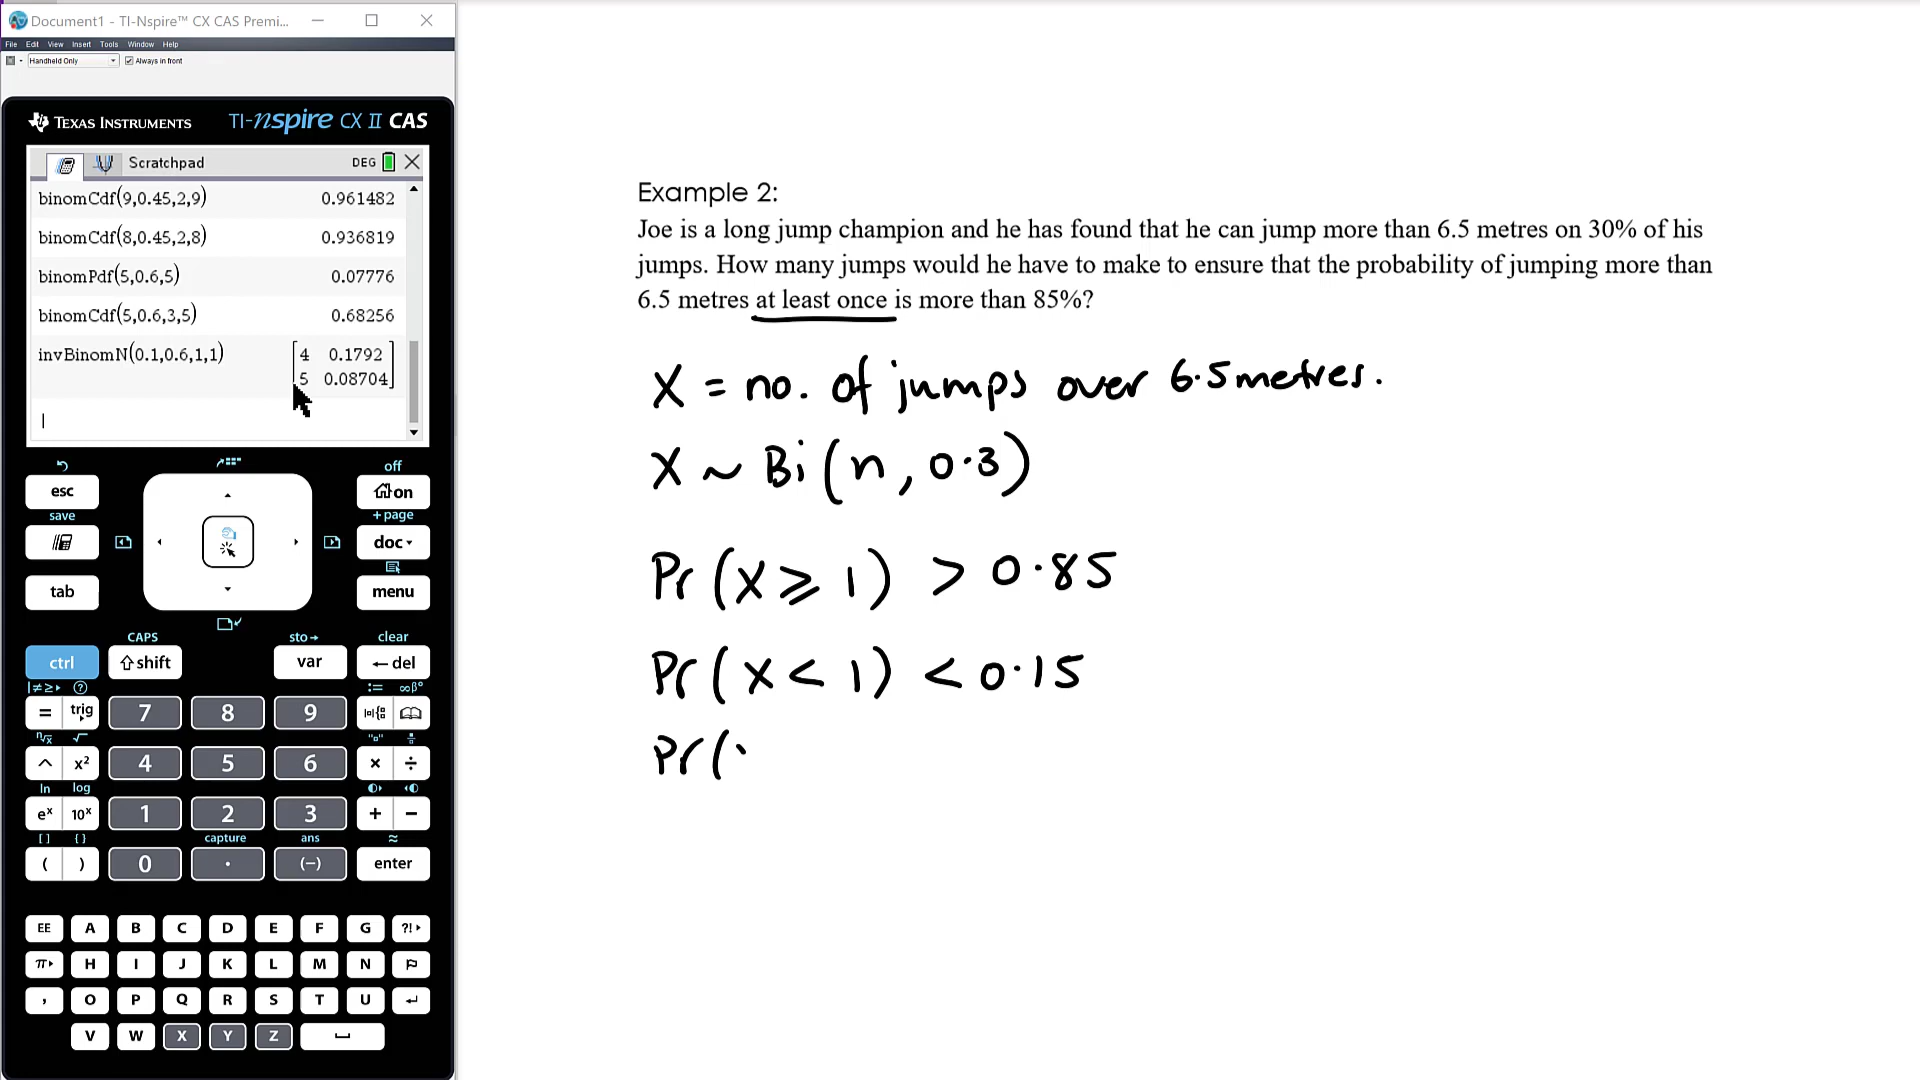 Document1 - TI-Nspire™ CX CAS Premi...
File Edit View Insert Tools Window Help
Handheld Only Always in front
TEXAS INSTRUMENTS TI-nspire CX II CAS
Scratchpad DEG
binomCdf(9,0.45,2,9) 0.961482
binomCdf(8,0.45,2,8) 0.936819
binomPdf(5,0.6,5) 0.07776
binomCdf(5,0.6,3,5) 0.68256
invBinomN(0.1,0.6,1,1) [4 0.1792
5 0.08704]
off
esc on
save + page
doc
tab menu
CAPS sto→ clear
ctrl shift var ← del
|≠≥▸ ? := ∞β°
= trig 7 8 9
ⁿ√x √ "▫"
^ x² 4 5 6 × ÷
ln log
eˣ 10ˣ 1 2 3 + −
[ ] { } capture ans ≈
( ) 0 . (−) enter
EE A B C D E F G ?!▸
π▸ H I J K L M N
, O P Q R S T U ↵
V W X Y Z
Example 2:
Joe is a long jump champion and he has found that he can jump more than 6.5 metres on 30% of his
jumps. How many jumps would he have to make to ensure that the probability of jumping more than
6.5 metres at least once is more than 85%?
X = no. of jumps over 6.5 metres.
X ~ Bi(n, 0.3)
Pr(X ⩾ 1) > 0.85
Pr(X < 1) < 0.15
Pr(